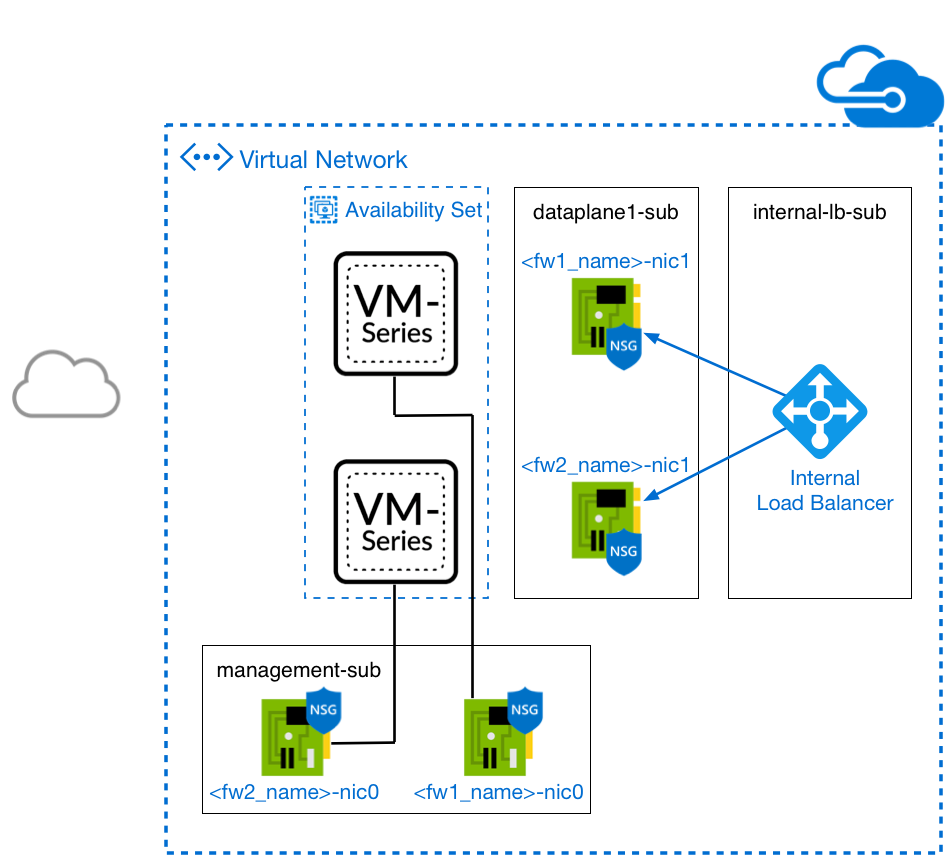 Virtual Network
Availability Set
VM-
Series
VM-
Series
dataplane1-sub
<fw1_name>-nic1
NSG
<fw2_name>-nic1
NSG
internal-lb-sub
Internal
Load Balancer
management-sub
NSG
NSG
<fw2_name>-nic0
<fw1_name>-nic0